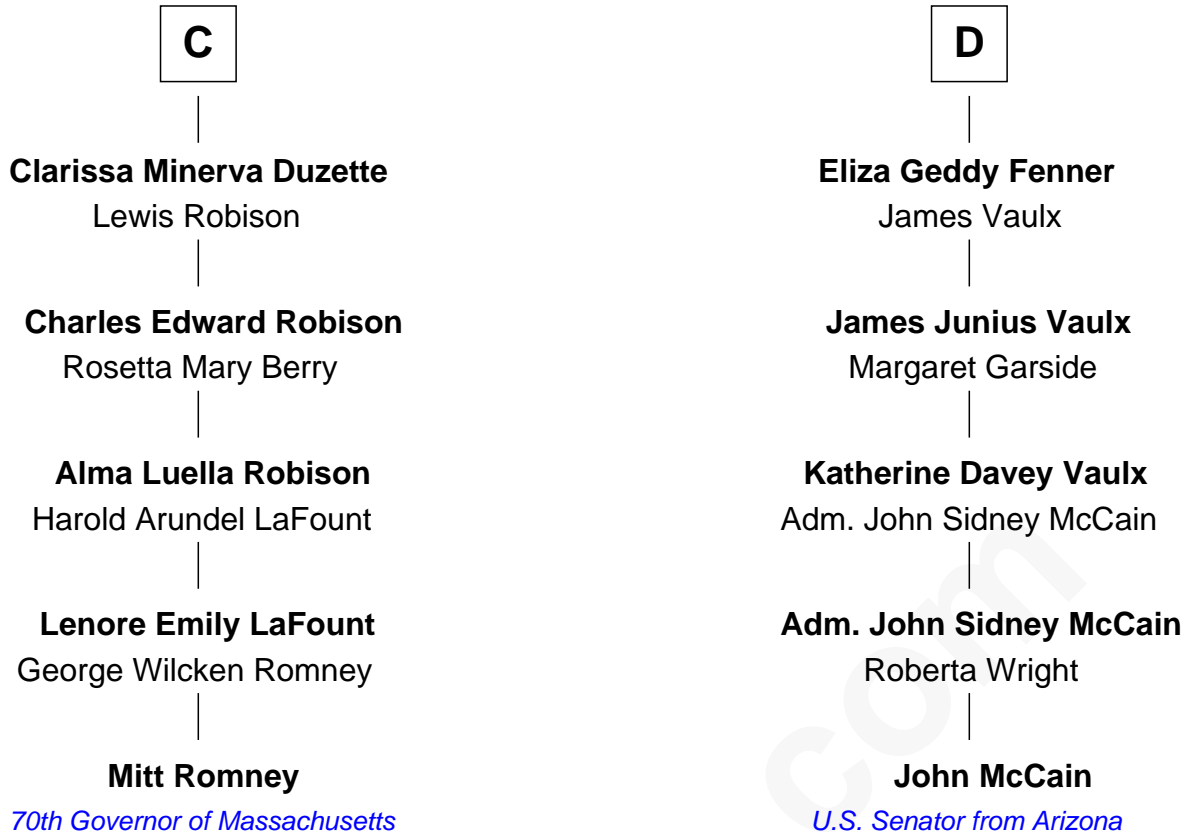 C
Clarissa Minerva Duzette
Lewis Robison
Charles Edward Robison
Rosetta Mary Berry
Alma Luella Robison
Harold Arundel LaFount
Lenore Emily LaFount
George Wilcken Romney
Mitt Romney
70th Governor of Massachusetts
D
Eliza Geddy Fenner
James Vaulx
James Junius Vaulx
Margaret Garside
Katherine Davey Vaulx
Adm. John Sidney McCain
Adm. John Sidney McCain
Roberta Wright
John McCain
U.S. Senator from Arizona
com